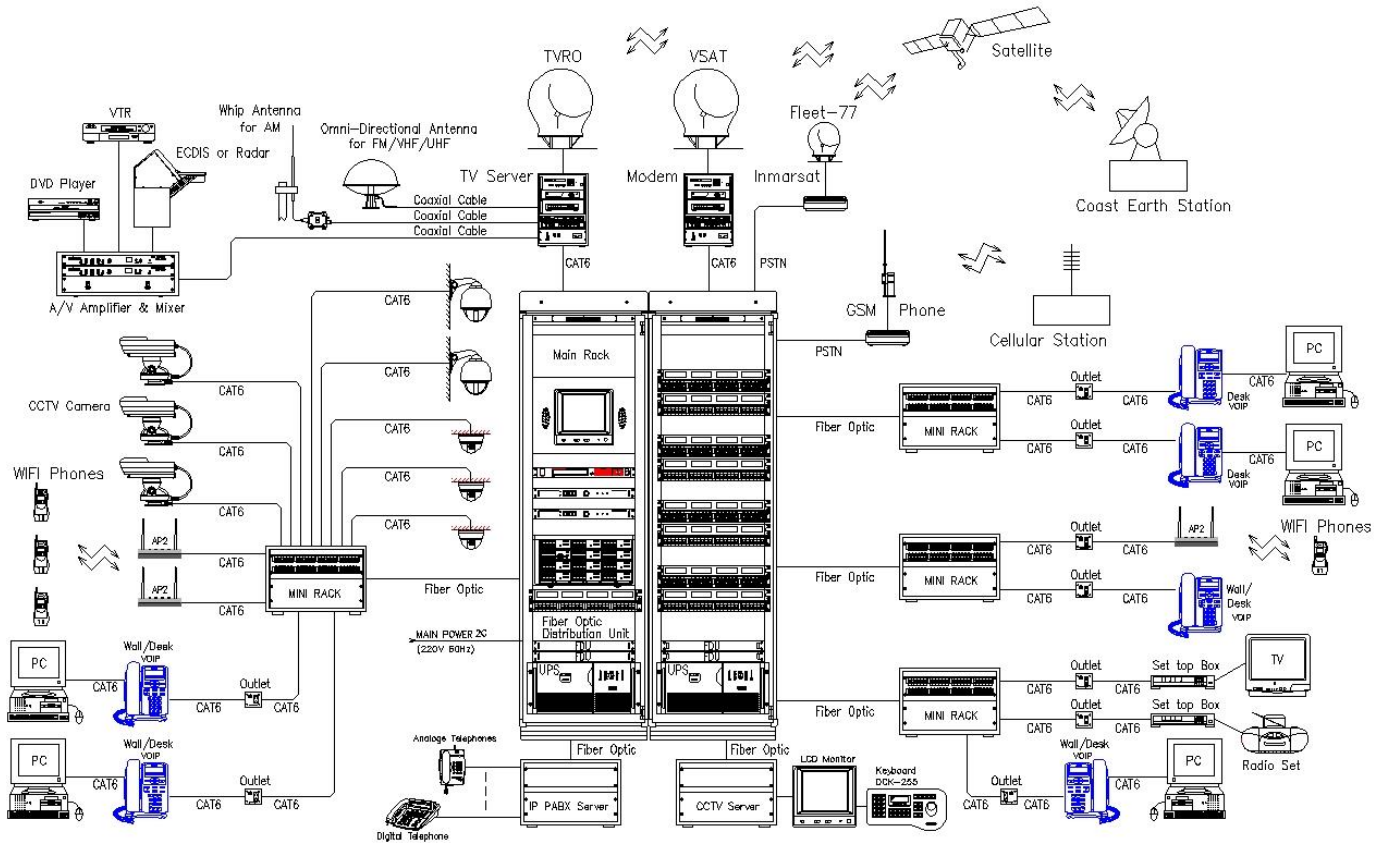 TVRO
VSAT
Satellite
VTR
Whip Antenna
for AM
Omni-Directional Antenna
for FM/VHF/UHF
Fleet-77
ECDIS or Radar
DVD Player
TV Server
Modem
Inmarsat
Coaxial Cable
Coaxial Cable
Coaxial Cable
Coast Earth Station
CAT6
CAT6
PSTN
A/V Amplifier & Mixer
CAT6
GSM Phone
Cellular Station
PSTN
Main Rack
CAT6
CAT6
CCTV Camera
CAT6
CAT6
CAT6
CAT6
CAT6
WIFI Phones
AP2
CAT6
AP2
CAT6
MINI RACK
Fiber Optic
MAIN POWER 2C
(220V 60Hz)
Fiber Optic
Distribution Unit
FDU
FDU
UPS
FDU
FDU
UPS
Fiber Optic
MINI RACK
CAT6
Outlet
CAT6
Desk
VOIP
CAT6
PC
CAT6
Outlet
CAT6
Desk
VOIP
CAT6
PC
Fiber Optic
MINI RACK
CAT6
Outlet
CAT6
AP2
WIFI Phones
CAT6
Outlet
CAT6
Wall/
Desk
VOIP
Fiber Optic
MINI RACK
CAT6
Outlet
CAT6
Set top Box
TV
CAT6
Outlet
CAT6
Set top Box
Radio Set
CAT6
Outlet
CAT6
Wall/Desk
VOIP
CAT6
PC
PC
CAT6
Wall/Desk
VOIP
CAT6
Outlet
CAT6
PC
CAT6
Wall/Desk
VOIP
CAT6
Outlet
CAT6
Analoge Telephones
Digital Telephone
Fiber Optic
IP PABX Server
Fiber Optic
CCTV Server
LCD Monitor
Keyboard
DCK-255